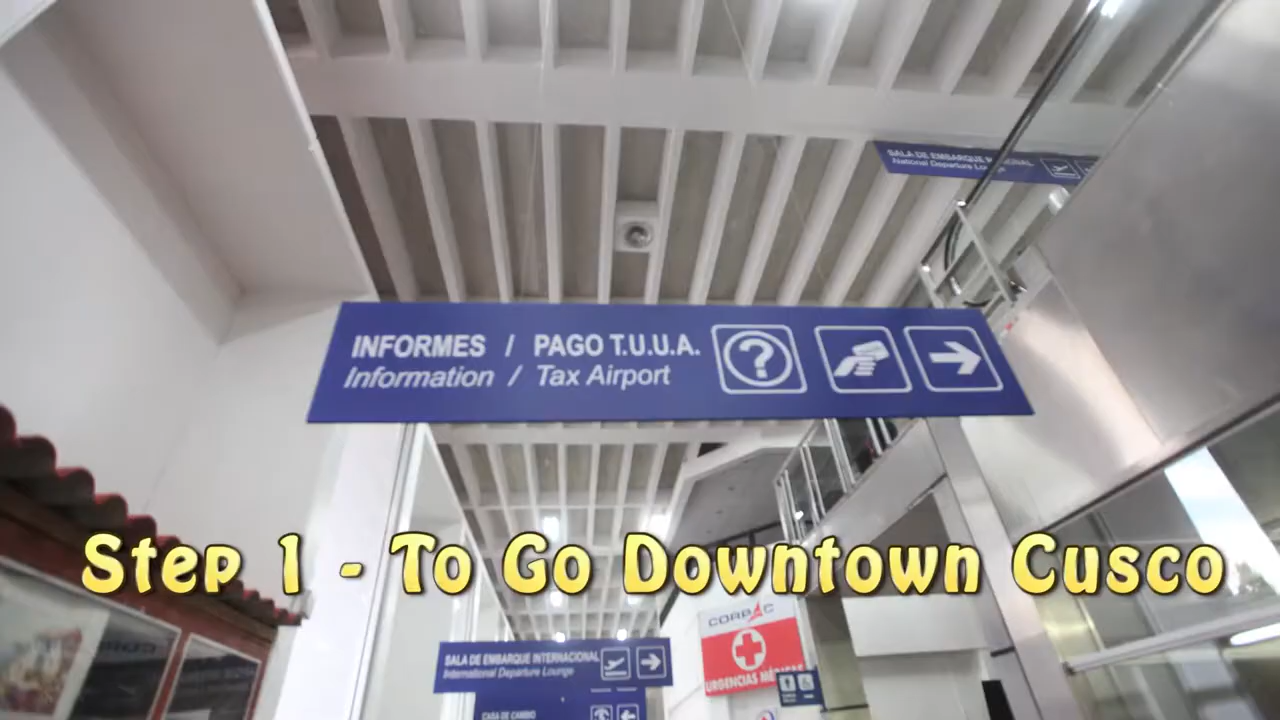 SALA DE EMBARQUE NACIONAL
National Departure Lounge
INFORMES / PAGO T.U.U.A.
Information / Tax Airport
Step 1 - To Go Downtown Cusco
CORPAC
URGENCIAS MÉDICAS
SALA DE EMBARQUE INTERNACIONAL
International Departure Lounge
CASA DE CAMBIO